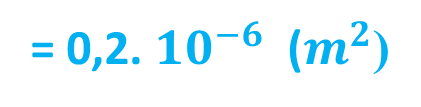 = 0,2. 10⁻⁶ (m²)